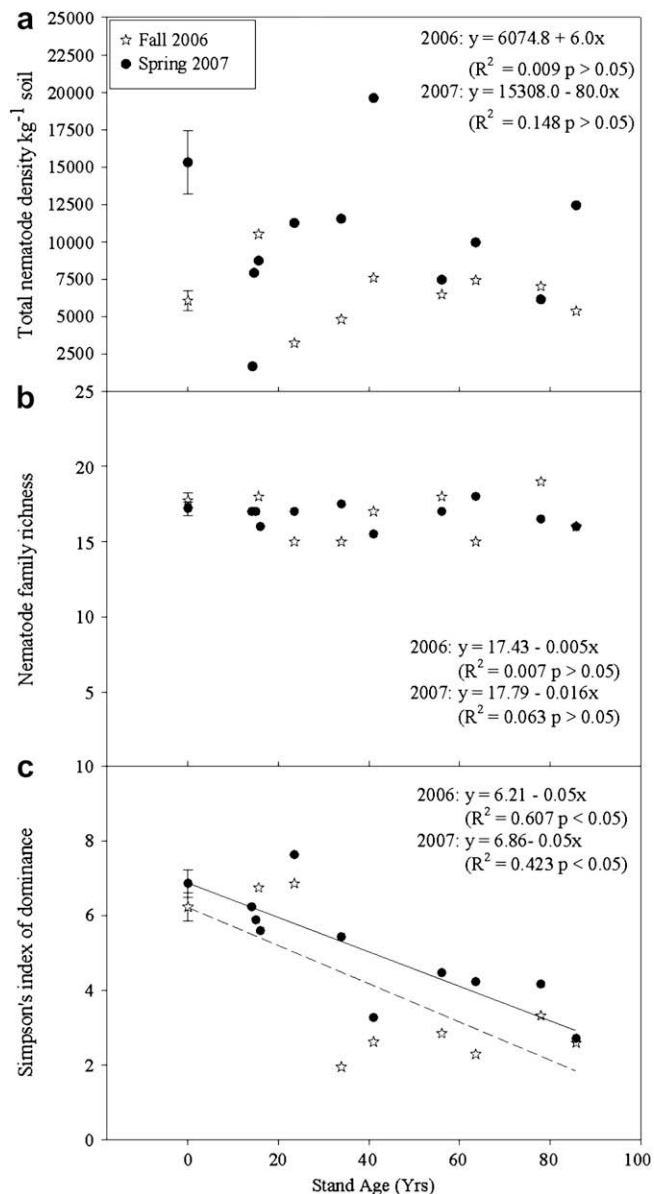 a
25000
22500
20000
17500
15000
12500
10000
7500
5000
2500
Total nematode density kg-1 soil
Fall 2006
Spring 2007
2006: y = 6074.8 + 6.0x
(R2 = 0.009 p > 0.05)
2007: y = 15308.0 - 80.0x
(R2 = 0.148 p > 0.05)
b
25
20
15
10
5
Nematode family richness
2006: y = 17.43 - 0.005x
(R2 = 0.007 p > 0.05)
2007: y = 17.79 - 0.016x
(R2 = 0.063 p > 0.05)
c
10
8
6
4
2
0
Simpson's index of dominance
2006: y = 6.21 - 0.05x
(R2 = 0.607 p < 0.05)
2007: y = 6.86- 0.05x
(R2 = 0.423 p < 0.05)
0 20 40 60 80 100
Stand Age (Yrs)